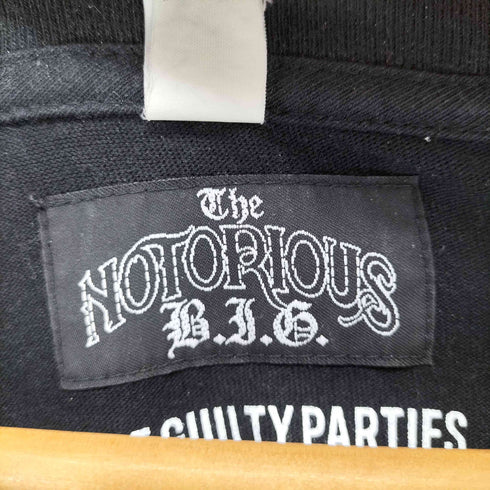 The
NOTORIOUS
B.I.G.
GUILTY PARTIES